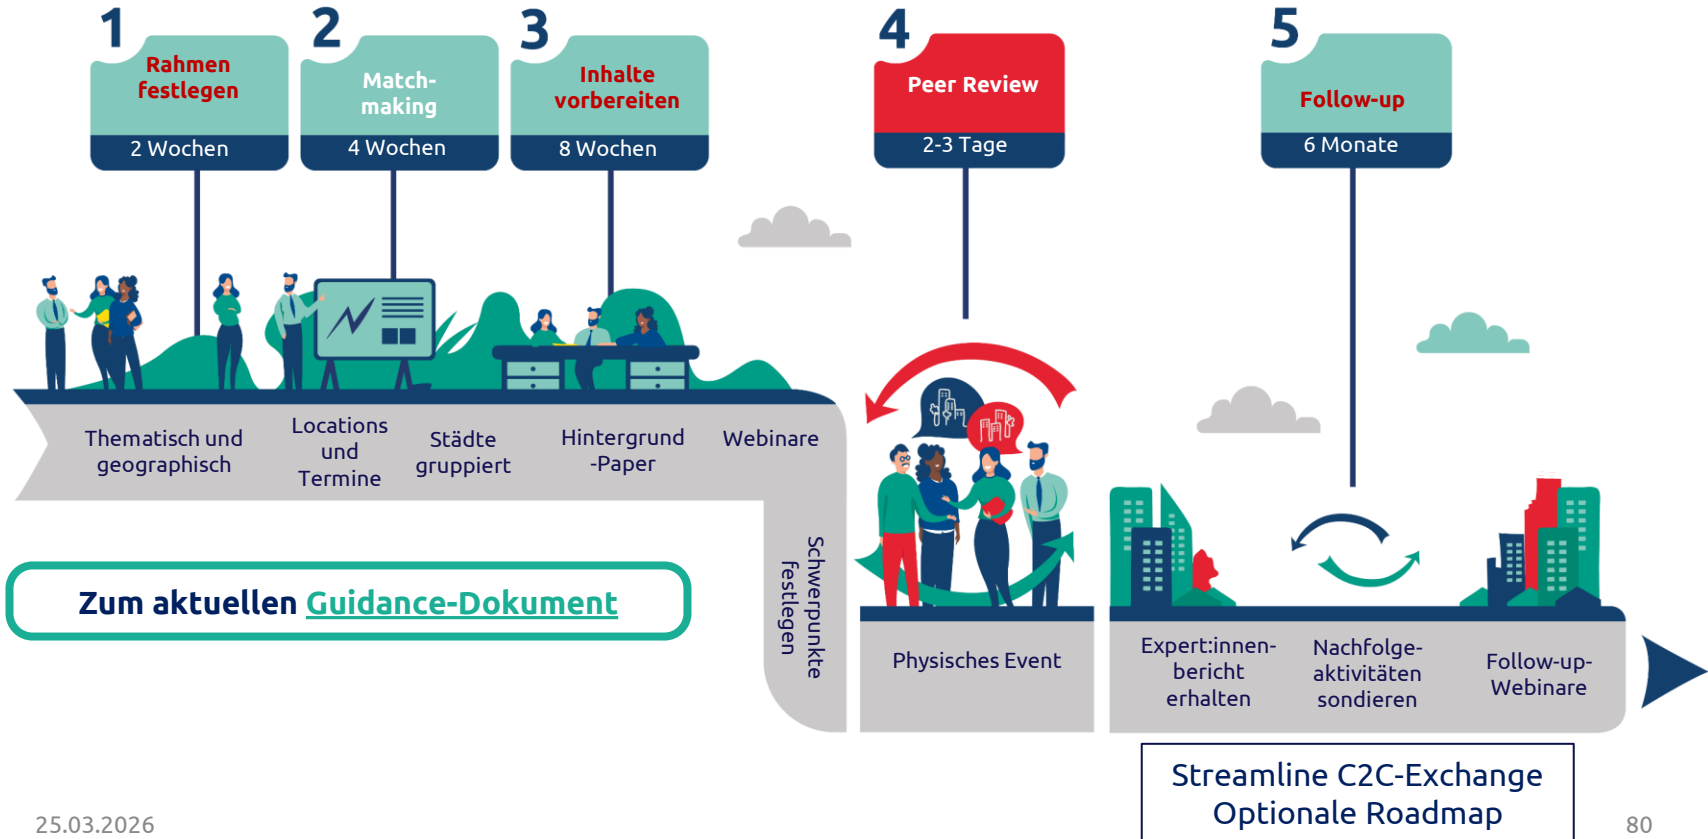 1
Rahmen
festlegen
2 Wochen
2
Match-
making
4 Wochen
3
Inhalte
vorbereiten
8 Wochen
4
Peer Review
2-3 Tage
5
Follow-up
6 Monate
Thematisch und
geographisch
Locations
und
Termine
Städte
gruppiert
Hintergrund
-Paper
Webinare
Schwerpunkte
festlegen
Physisches Event
Expert:innen-
bericht
erhalten
Nachfolge-
aktivitäten
sondieren
Follow-up-
Webinare
Zum aktuellen Guidance-Dokument
Streamline C2C-Exchange
Optionale Roadmap
25.03.2026
80